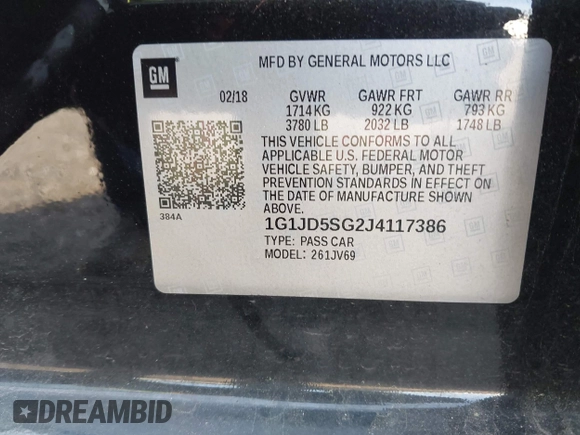 GM
MFD BY GENERAL MOTORS LLC
02/18 GVWR GAWR FRT GAWR RR
1714 KG 922 KG 793 KG
3780 LB 2032 LB 1748 LB
THIS VEHICLE CONFORMS TO ALL
APPLICABLE U.S. FEDERAL MOTOR
VEHICLE SAFETY, BUMPER, AND THEFT
PREVENTION STANDARDS IN EFFECT ON
THE DATE OF MANUFACTURE SHOWN
ABOVE.
384A
1G1JD5SG2J4117386
TYPE: PASS CAR
MODEL: 261JV69
DREAMBID